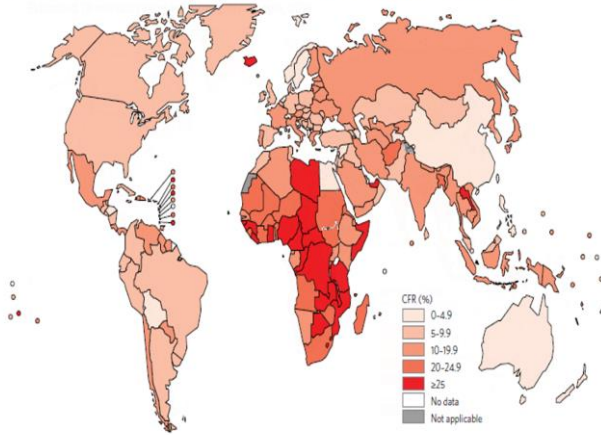 CFR (%)
0–4.9
5–9.9
10–19.9
20–24.9
≥25
No data
Not applicable